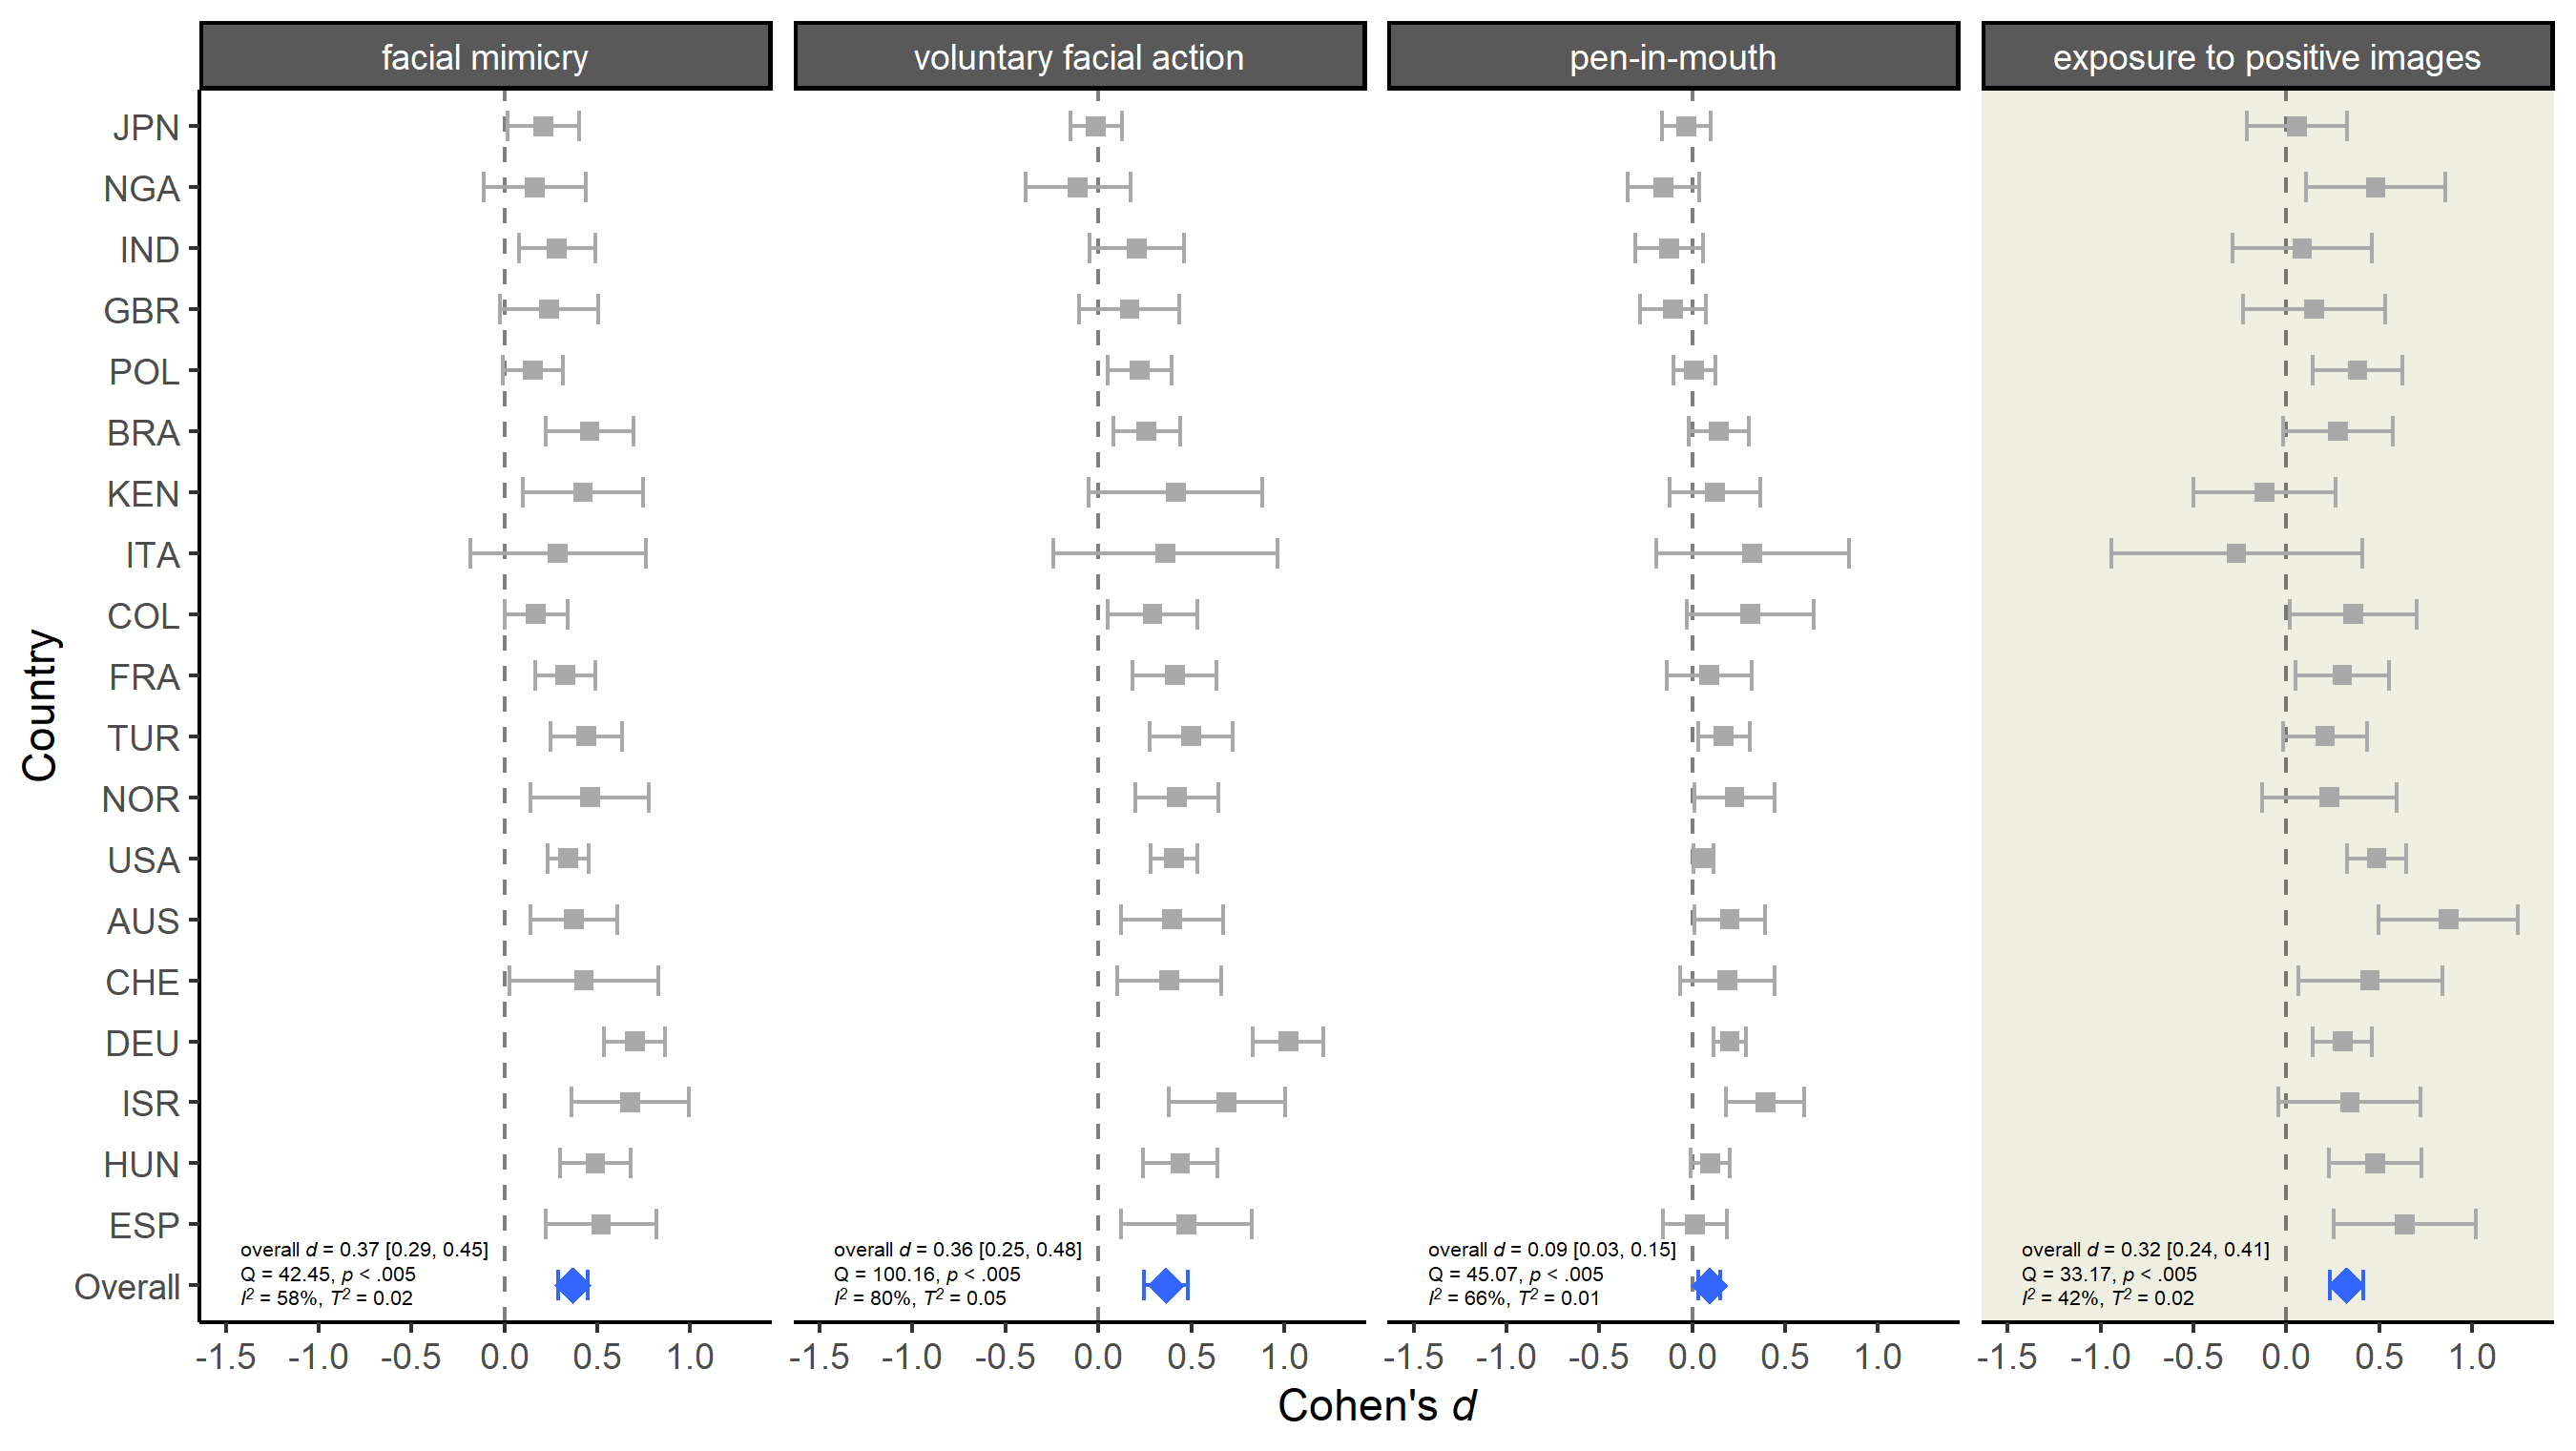 facial mimicry
voluntary facial action
pen-in-mouth
exposure to positive images
Country
JPN
NGA
IND
GBR
POL
BRA
KEN
ITA
COL
FRA
TUR
NOR
USA
AUS
CHE
DEU
ISR
HUN
ESP
Overall
overall d = 0.37 [0.29, 0.45]
Q = 42.45, p < .005
I² = 58%, T² = 0.02
overall d = 0.36 [0.25, 0.48]
Q = 100.16, p < .005
I² = 80%, T² = 0.05
overall d = 0.09 [0.03, 0.15]
Q = 45.07, p < .005
I² = 66%, T² = 0.01
overall d = 0.32 [0.24, 0.41]
Q = 33.17, p < .005
I² = 42%, T² = 0.02
-1.5 -1.0 -0.5 0.0 0.5 1.0
-1.5 -1.0 -0.5 0.0 0.5 1.0
-1.5 -1.0 -0.5 0.0 0.5 1.0
-1.5 -1.0 -0.5 0.0 0.5 1.0
Cohen's d